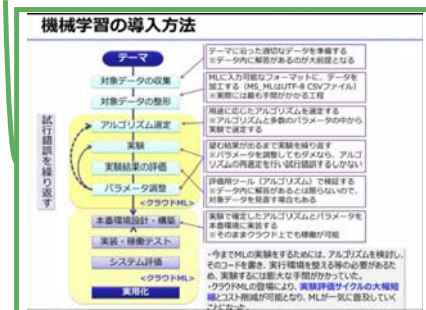 機械学習の導入方法
テーマ
対象データの収集
対象データの整形
アルゴリズム選定
実験
実験結果の評価
パラメータ調整
<クラウドML>
本番環境設計・構築
実装・稼働テスト
システム評価
<クラウドML>
実用化
試行錯誤を繰り返す
テーマに沿った適切なデータを準備する
※データ内に解答があるのが大前提となる
MLに入力可能なフォーマットに、データを
加工する（MS_MLはUTF-8 CSVファイル）
※実際には最も手間がかかる工程
用途に応じたアルゴリズムを選定する
※アルゴリズムと多数のパラメータの中から
実験で選定する
望む結果が出るまで実験を繰り返す
※パラメータを調整してもダメなら、アルゴ
リズムの再選定を行い試行錯誤するしかない
評価用ツール（アルゴリズム）で検証する
※データ内に解答があるとは限らないので、
対象データを見直す場合もある
実験で確定したアルゴリズムとパラメータを
本番環境に実装する
※そのままクラウド上でも稼働が可能
・今までMLの実験をするためには、アルゴリズムを検討し、
そのコードを書き、実行環境を整える等の必要があるた
め、実験するには膨大な手間がかかっていた。
・クラウドMLの登場により、実験評価サイクルの大幅短
縮とコスト削減が可能となり、MLが一気に普及していく
ことになった。